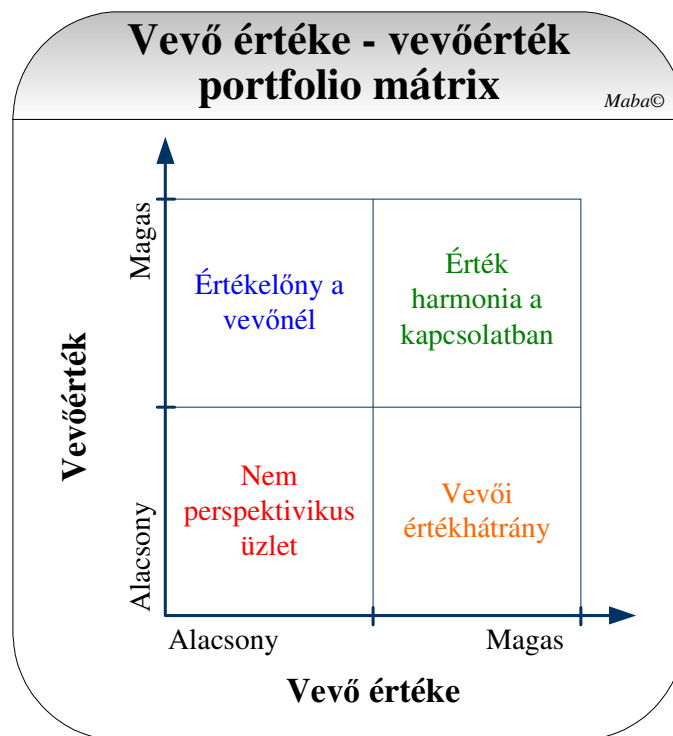 Vevő értéke - vevőérték
portfolio mátrix
Maba©
Magas
Értékelőny a
vevőnél
Érték
harmonia a
kapcsolatban
Vevőérték
Alacsony
Nem
perspektivikus
üzlet
Vevői
értékhátrány
Alacsony
Magas
Vevő értéke